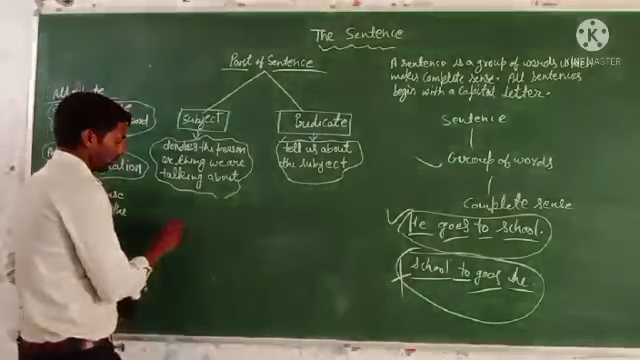 The Sentence
Part of Sentence
Subject
Predicate
denotes the person
or thing we are
talking about
tell us about
the subject
A sentence is a group of words which
makes complete sense. All sentences
begin with a capital letter.
Sentence
Group of words
Complete sense
He goes to school.
School to goes he.
the
KINEMASTER